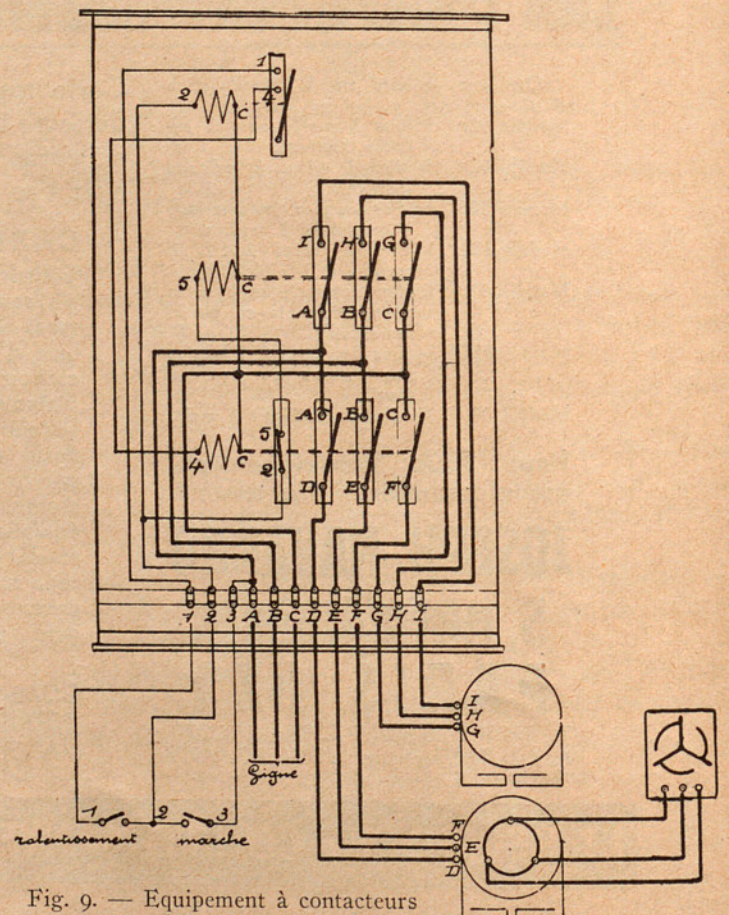 1
2 c 4
I H G
5 c
A B C
A B C
5
4 c 2
D E F
1 2 3 A B C D E F G H I
Ligne
I
H
G
1 2 3
ralentissement marche
F
E
D
Fig. 9. — Equipement à contacteurs